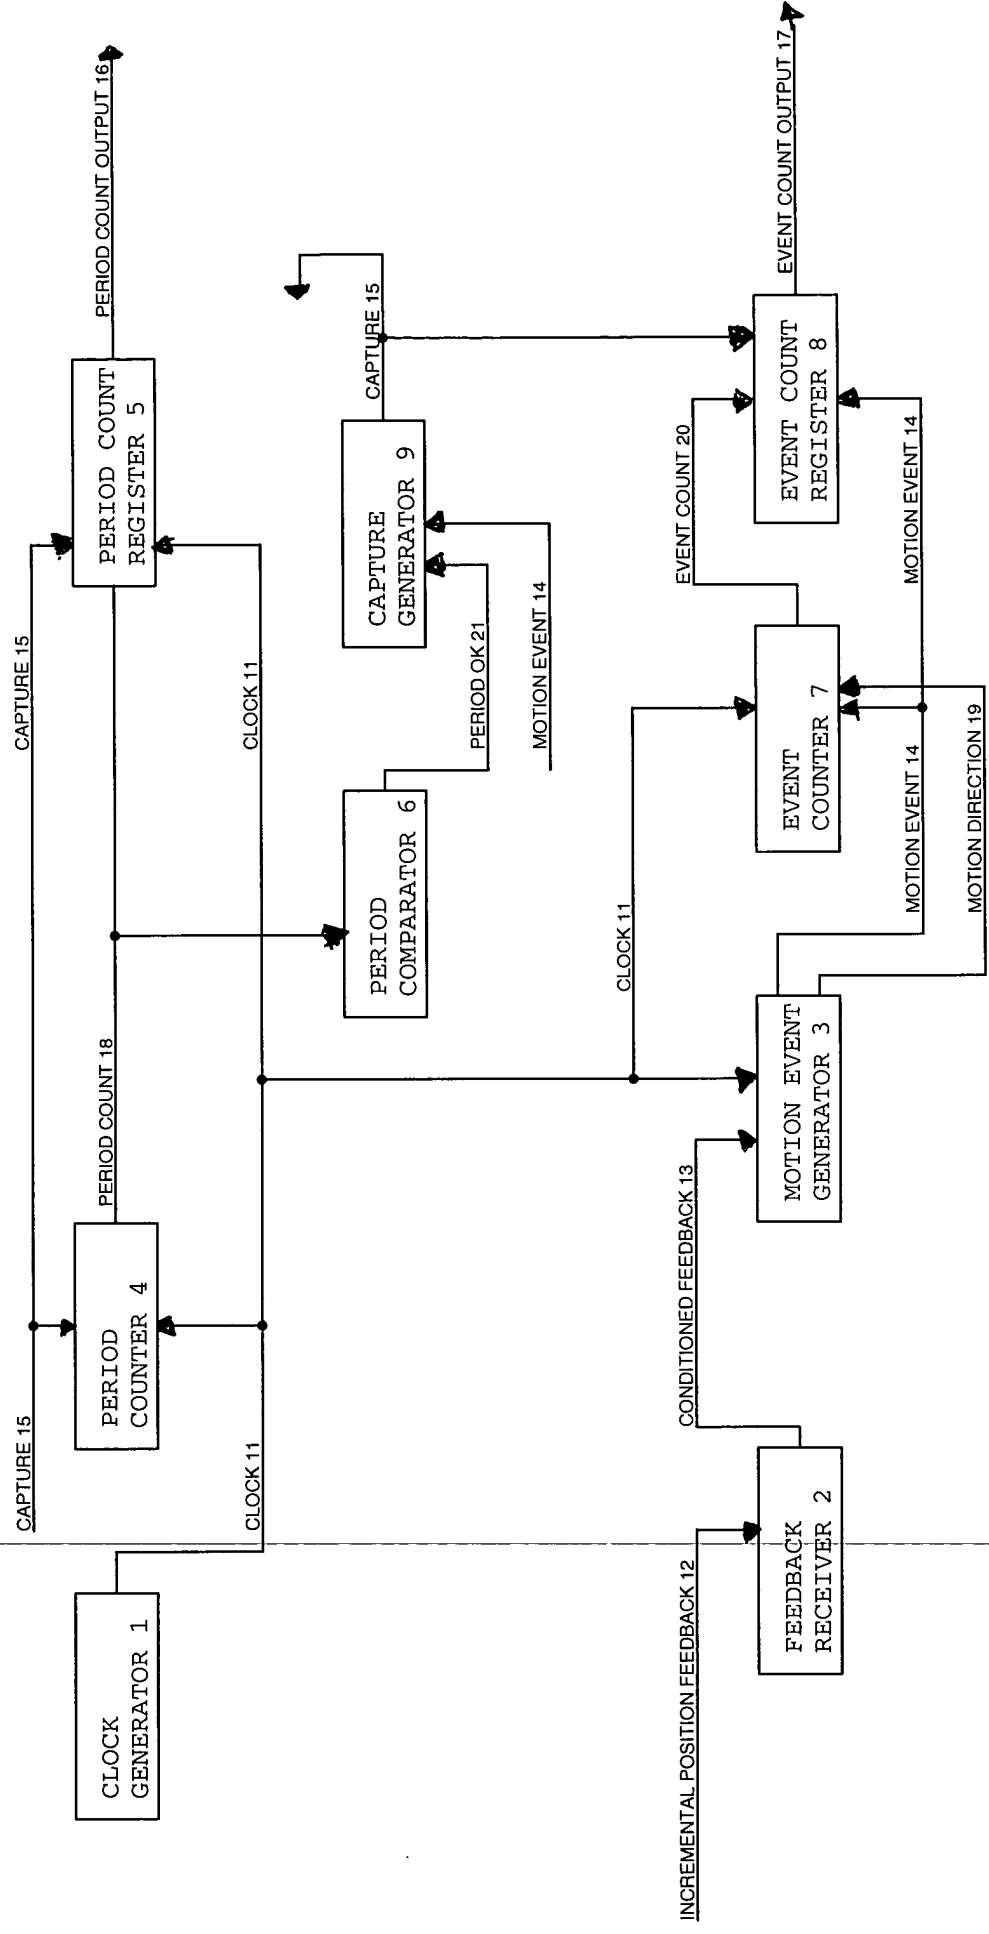 CAPTURE 15
CAPTURE 15
CLOCK
GENERATOR 1
PERIOD
COUNTER 4
PERIOD COUNT 18
PERIOD COUNT
REGISTER 5
PERIOD COUNT OUTPUT 16
CLOCK 11
CLOCK 11
PERIOD
COMPARATOR 6
CAPTURE
GENERATOR 9
CAPTURE 15
PERIOD OK 21
MOTION EVENT 14
CLOCK 11
INCREMENTAL POSITION FEEDBACK 12
CONDITIONED FEEDBACK 13
EVENT COUNT 20
FEEDBACK
RECEIVER 2
MOTION EVENT
GENERATOR 3
EVENT
COUNTER 7
EVENT COUNT
REGISTER 8
EVENT COUNT OUTPUT 17
MOTION EVENT 14
MOTION EVENT 14
MOTION DIRECTION 19